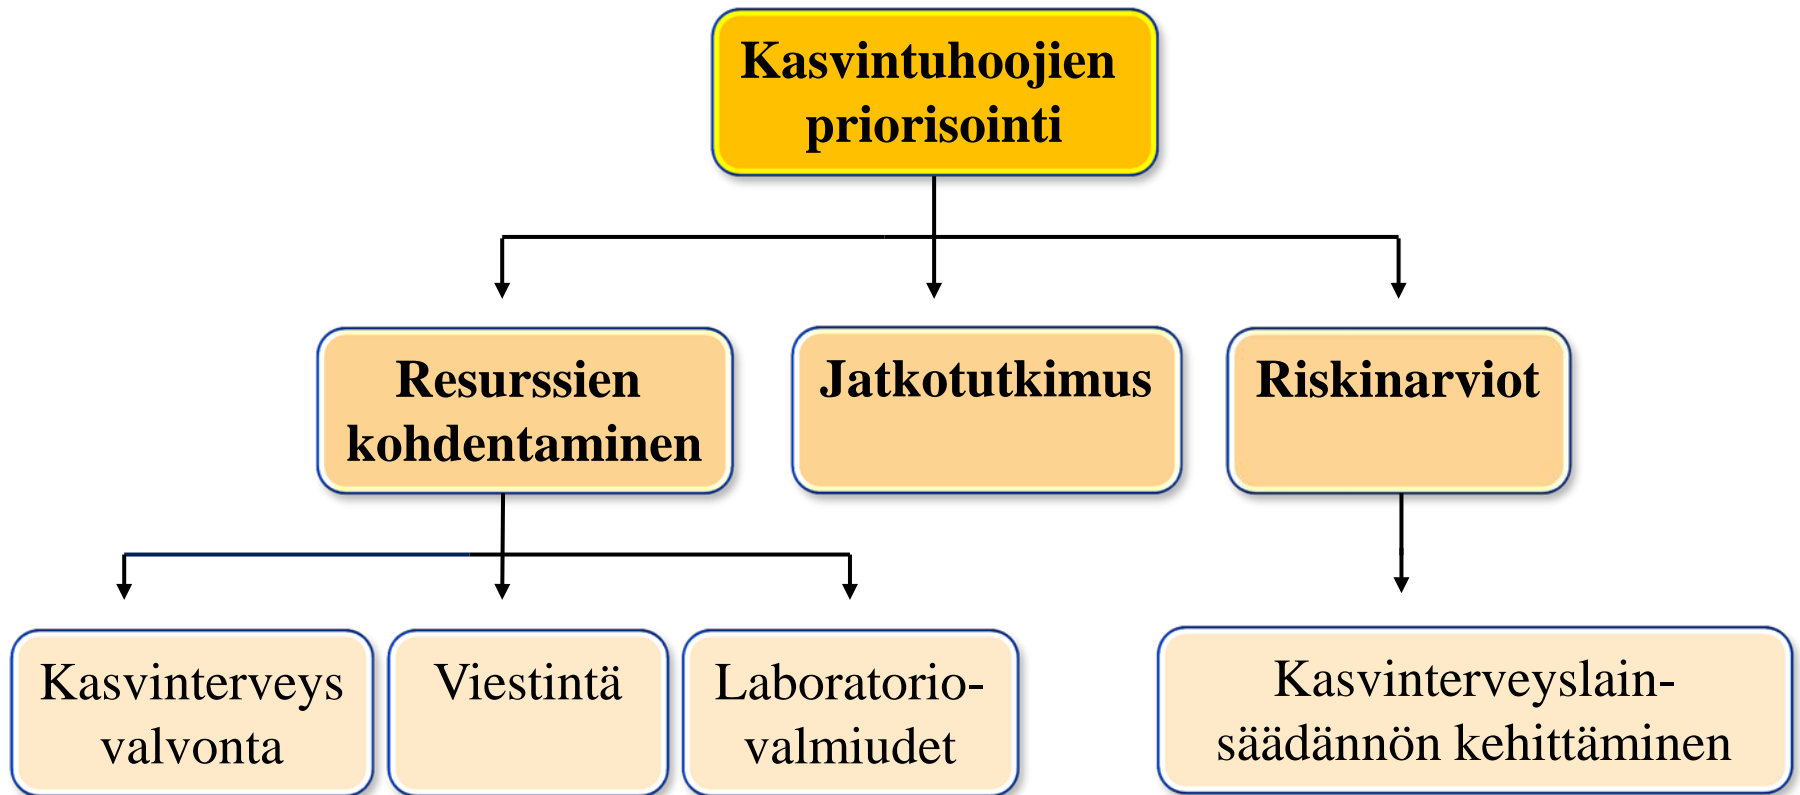 Kasvintuhoojien
priorisointi
Resurssien
kohdentaminen
Jatkotutkimus
Riskinarviot
Kasvinterveys
valvonta
Viestintä
Laboratorio-
valmiudet
Kasvinterveyslain-
säädännön kehittäminen